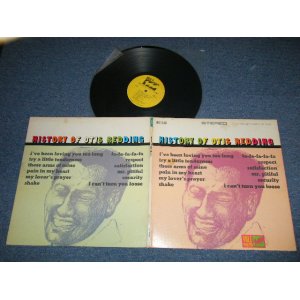 HISTORY OF OTIS REDDING
i've been loving you too long
try a little tenderness
these arms of mine
pain in my heart
my lover's prayer
shake
fa-fa-fa-fa-fa
respect
satisfaction
mr. pitiful
security
I can't turn you loose
STEREO
HISTORY OF OTIS REDDING
i've been loving you too long
try a little tenderness
these arms of mine
pain in my heart
my lover's prayer
shake
fa-fa-fa-fa-fa
respect
satisfaction
mr. pitiful
security
I can't turn you loose